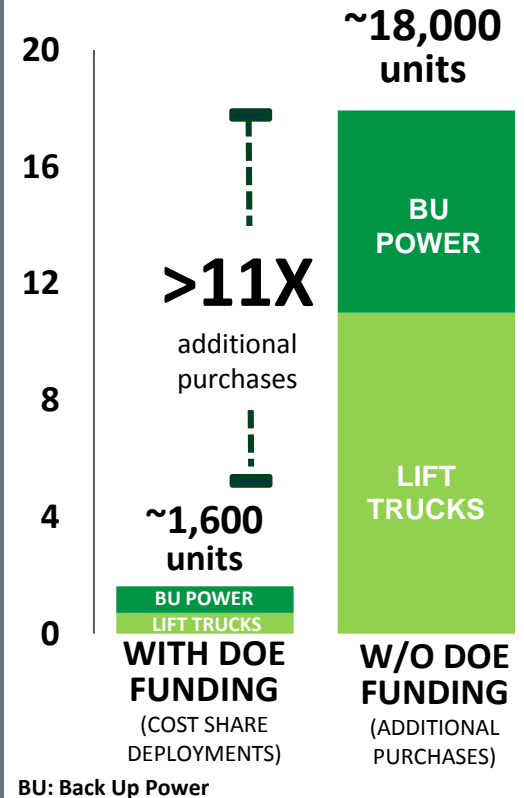 ~18,000
units
20
16
12
8
4
0
>11X
additional
purchases
~1,600
units
BU POWER
LIFT TRUCKS
BU
POWER
LIFT
TRUCKS
WITH DOE
FUNDING
(COST SHARE
DEPLOYMENTS)
W/O DOE
FUNDING
(ADDITIONAL
PURCHASES)
BU: Back Up Power